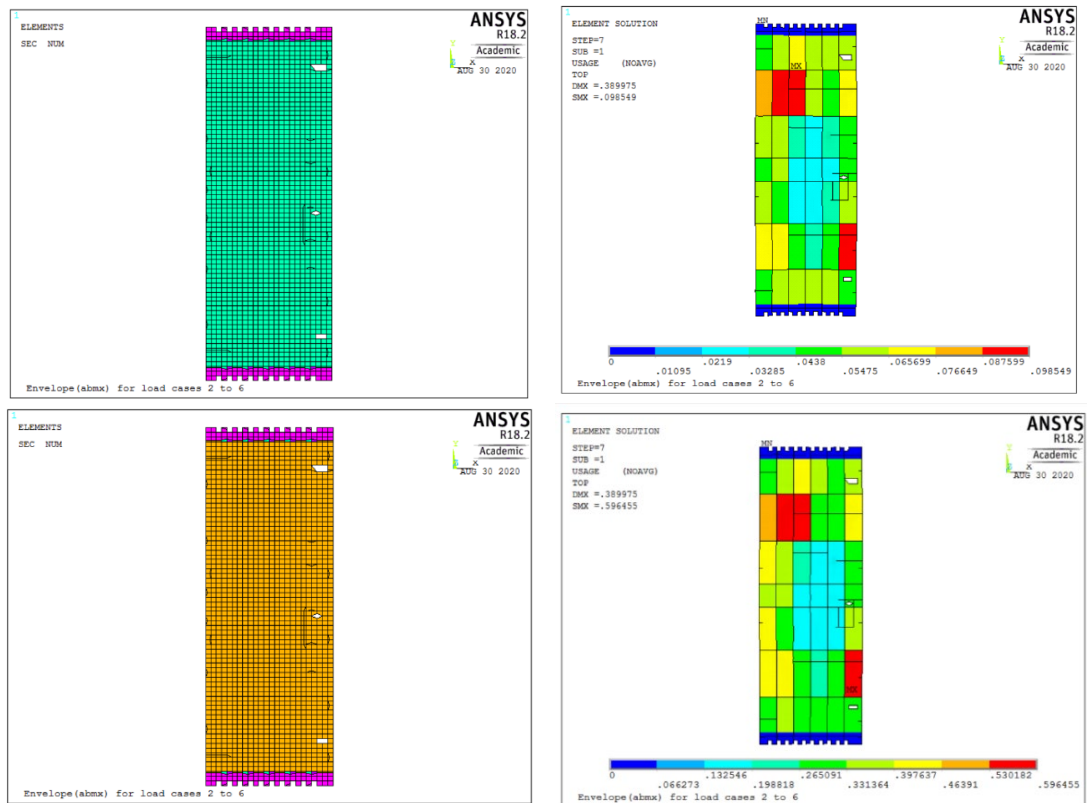 1
ELEMENTS
SEC NUM
ANSYS
R18.2
Academic
Y
X
AUG 30 2020
Envelope(abmx) for load cases 2 to 6
1
ELEMENT SOLUTION
STEP=7
SUB =1
USAGE (NOAVG)
TOP
DMX =.389975
SMX =.098549
MN
MX
ANSYS
R18.2
Academic
X
AUG 30 2020
0 .0219 .0438 .065699 .087599
.01095 .03285 .05475 .076649 .098549
Envelope(abmx) for load cases 2 to 6
1
ELEMENTS
SEC NUM
ANSYS
R18.2
Academic
X
AUG 30 2020
Envelope(abmx) for load cases 2 to 6
1
ELEMENT SOLUTION
STEP=7
SUB =1
USAGE (NOAVG)
TOP
DMX =.389975
SMX =.596455
MN
MX
ANSYS
R18.2
Academic
X
AUG 30 2020
0 .132546 .265091 .397637 .530182
.066273 .198818 .331364 .46391 .596455
Envelope(abmx) for load cases 2 to 6